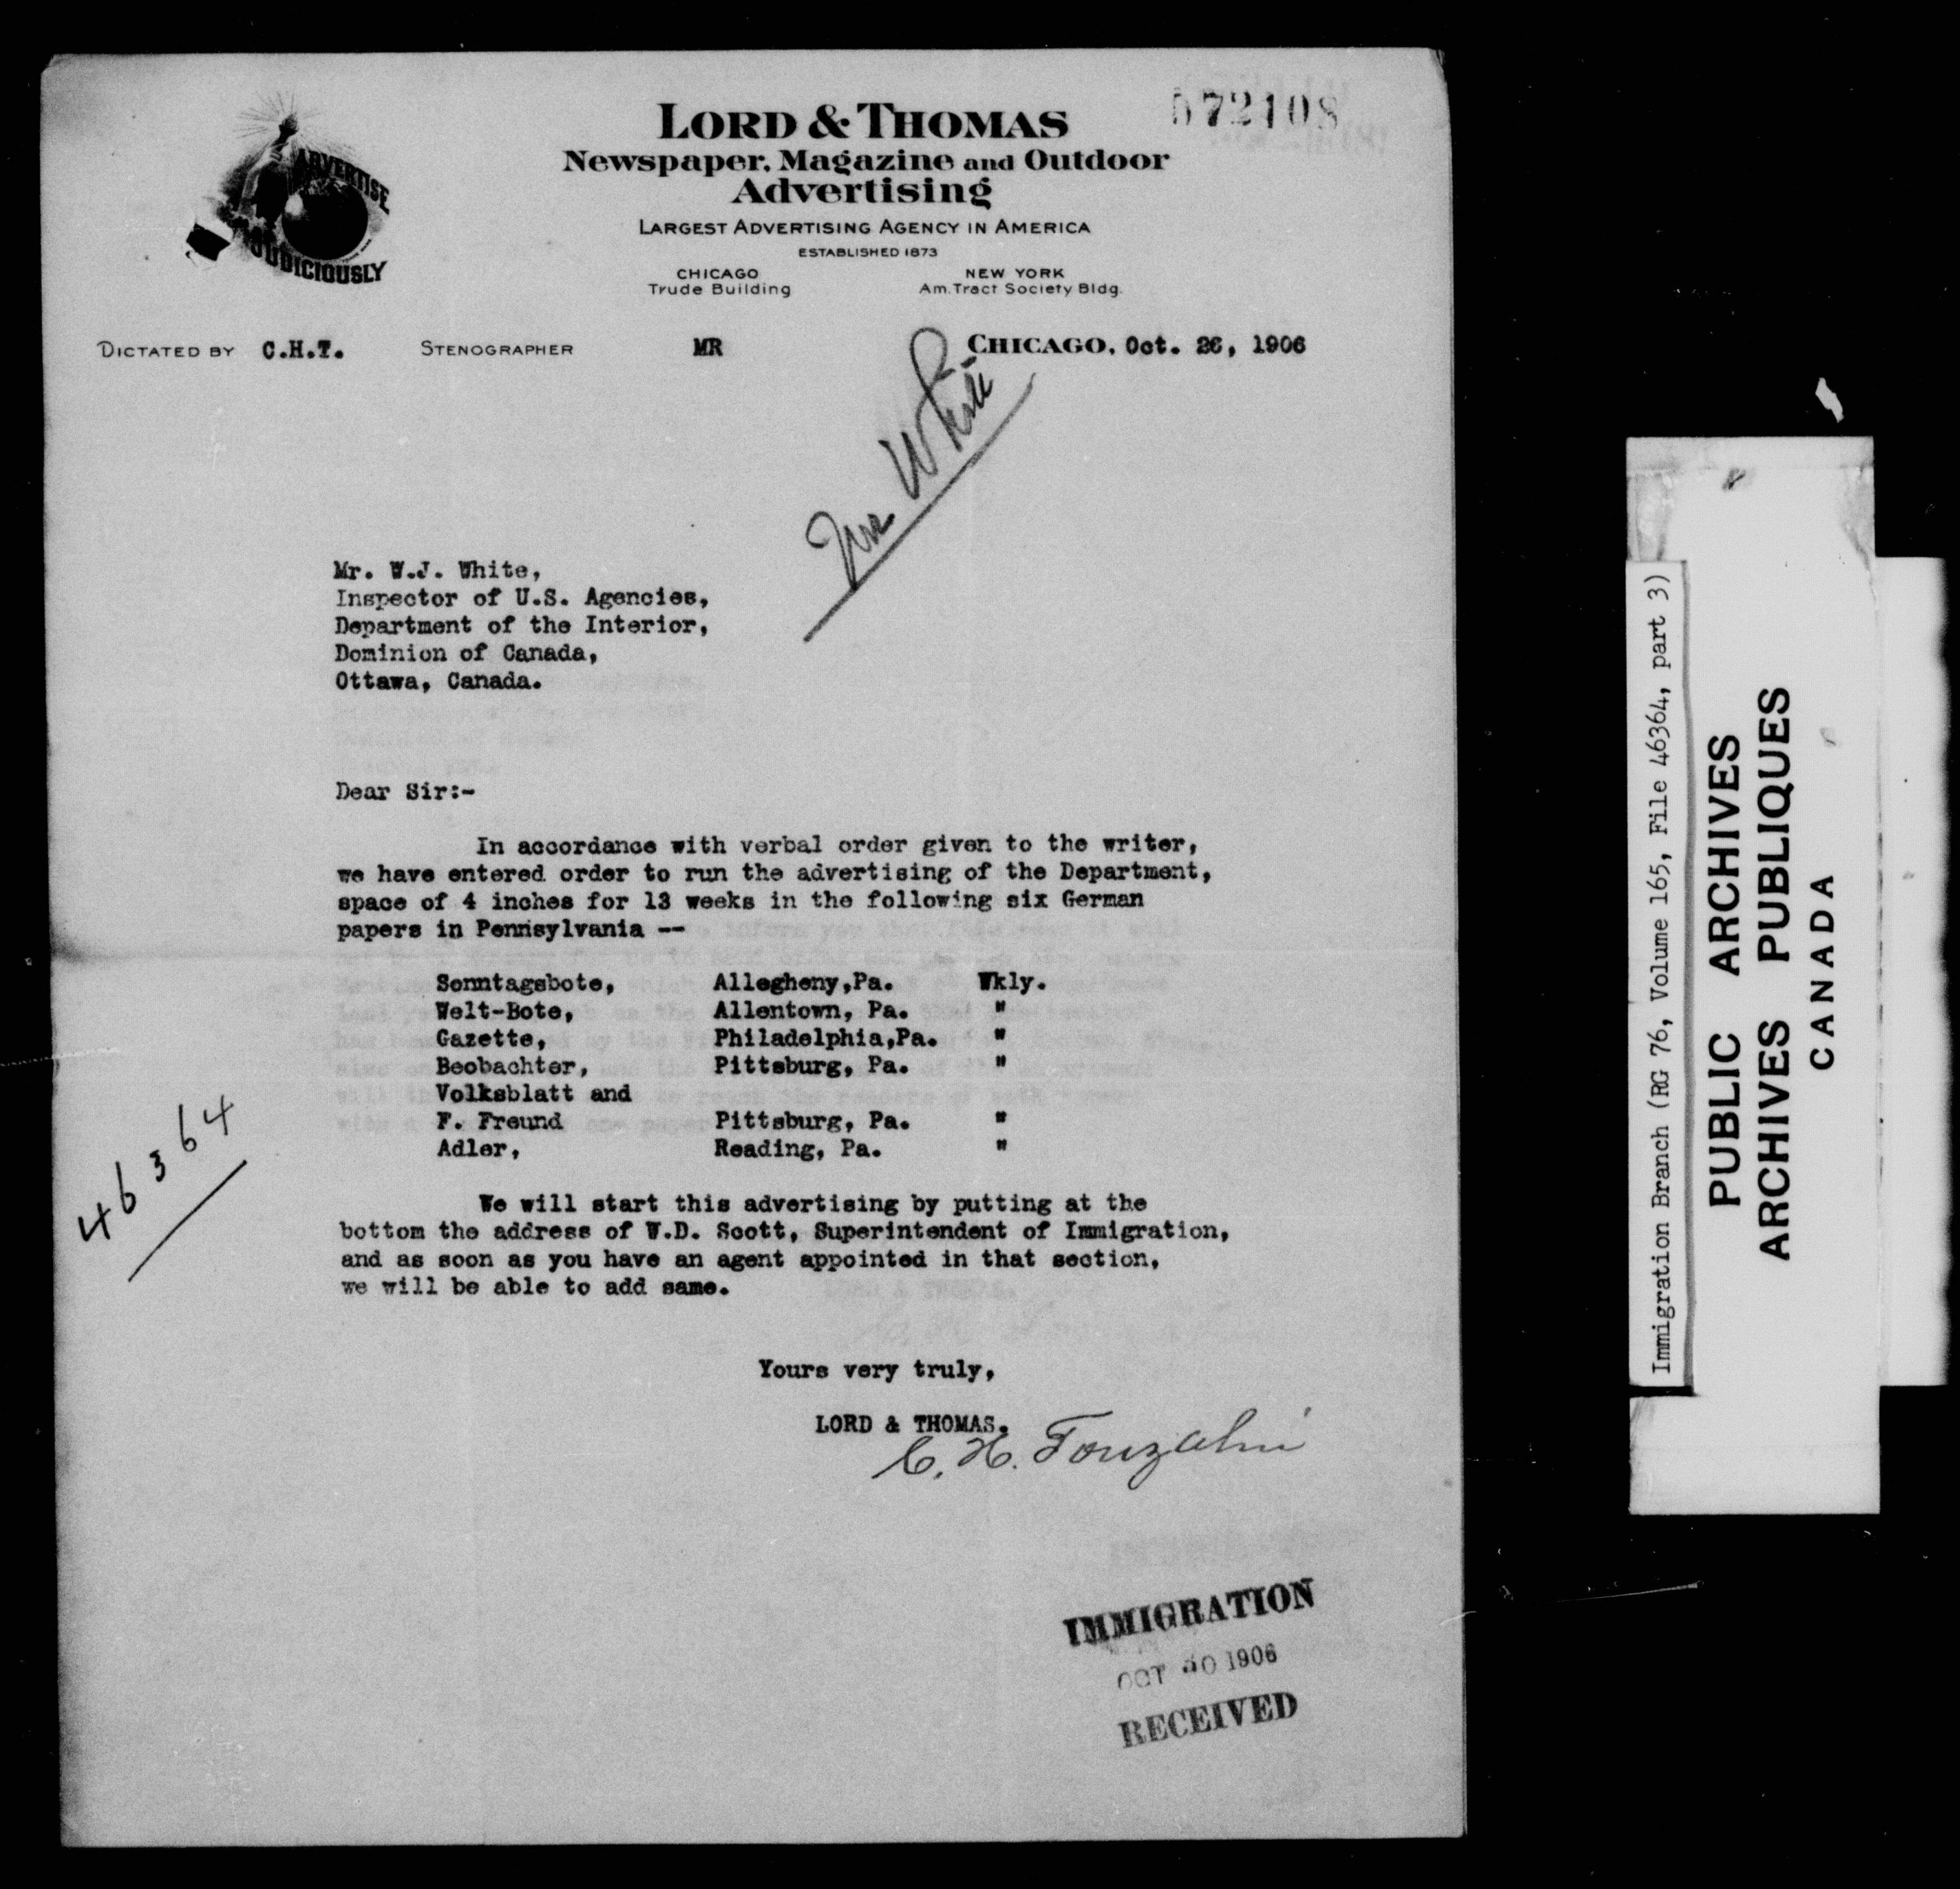 572108
LORD & THOMAS
Newspaper, Magazine and Outdoor
Advertising
LARGEST ADVERTISING AGENCY IN AMERICA
ESTABLISHED 1873
CHICAGO NEW YORK
Trude Building Am. Tract Society Bldg.
ADVERTISE
JUDICIOUSLY
DICTATED BY C.H.T. STENOGRAPHER MR CHICAGO, Oct. 26, 1906
Mr White
Mr. W.J. White,
Inspector of U.S. Agencies,
Department of the Interior,
Dominion of Canada,
Ottawa, Canada.
Dear Sir:-
In accordance with verbal order given to the writer,
we have entered order to run the advertising of the Department,
space of 4 inches for 13 weeks in the following six German
papers in Pennsylvania --
Sonntagsbote, Allegheny,Pa. Wkly.
Welt-Bote, Allentown, Pa. "
Gazette, Philadelphia,Pa. "
Beobachter, Pittsburg, Pa. "
Volksblatt and
F. Freund Pittsburg, Pa. "
Adler, Reading, Pa. "
46364
We will start this advertising by putting at the
bottom the address of W.D. Scott, Superintendent of Immigration,
and as soon as you have an agent appointed in that section,
we will be able to add same.
Yours very truly,
LORD & THOMAS.
C. H. Touzalin
IMMIGRATION
OCT 30 1906
RECEIVED
Immigration Branch (RG 76, Volume 165, File 46364, part 3)
PUBLIC ARCHIVES
ARCHIVES PUBLIQUES
CANADA